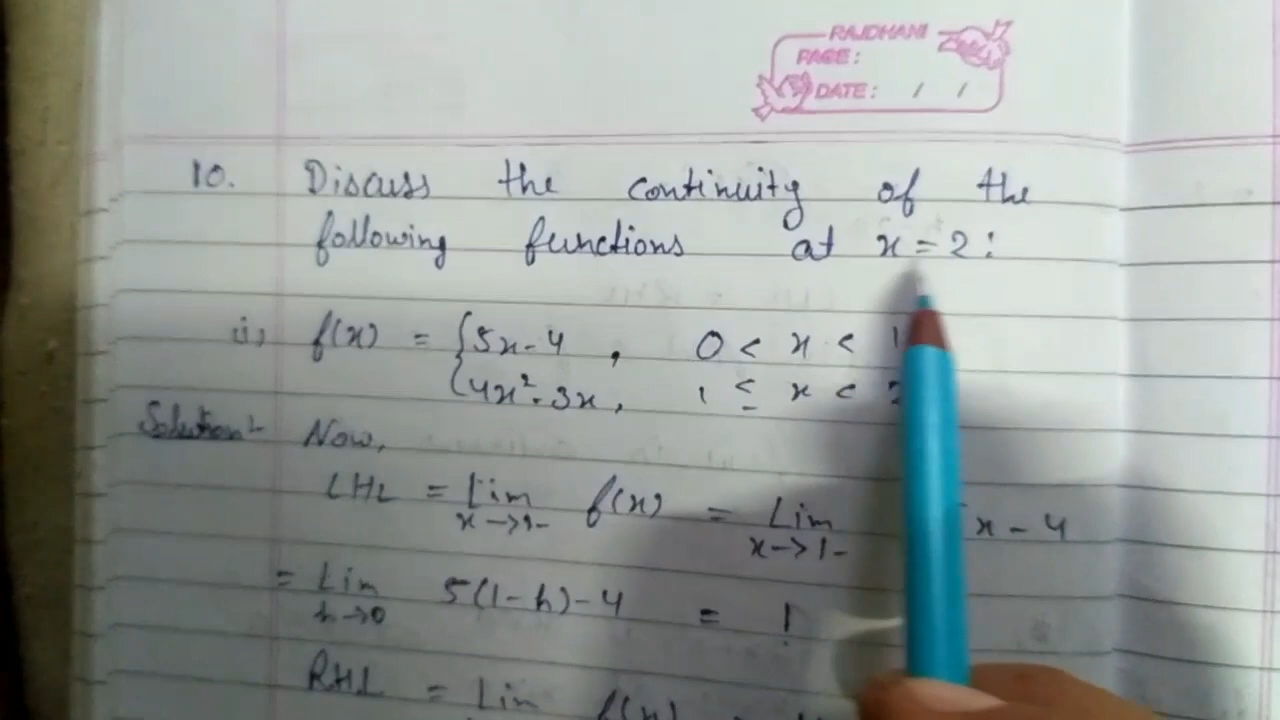 RAJDHANI
PAGE:
DATE: / /
10. Discuss the continuity of the
following functions at x = 2:
i) f(x) = {5x - 4, 0 < x < 1
4x² - 3x, 1 ≤ x < 2
Solution:- Now,
LHL = Lim f(x) = Lim x - 4
x→1- x→1-
= Lim 5(1-h)-4 = 1
h→0
RHL = Lim f(x)